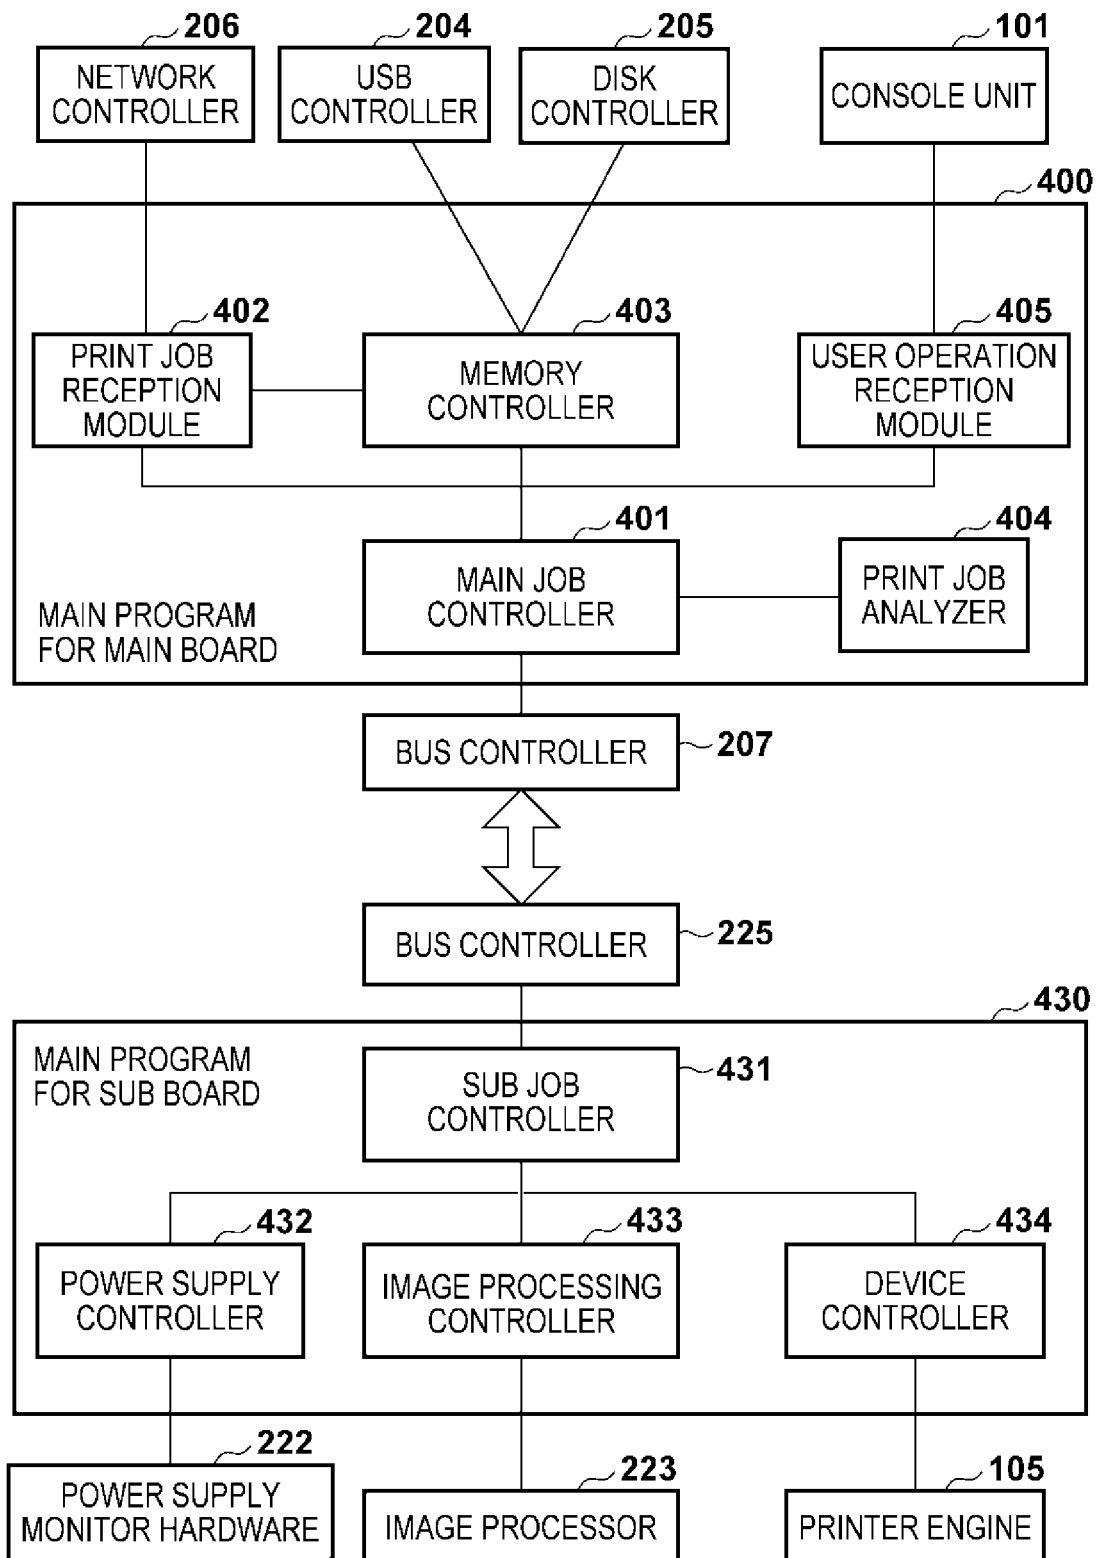 206
204
205
101
NETWORK
CONTROLLER
USB
CONTROLLER
DISK
CONTROLLER
CONSOLE UNIT
400
402
403
405
PRINT JOB
RECEPTION
MODULE
MEMORY
CONTROLLER
USER OPERATION
RECEPTION
MODULE
401
404
MAIN JOB
CONTROLLER
PRINT JOB
ANALYZER
MAIN PROGRAM
FOR MAIN BOARD
BUS CONTROLLER
207
BUS CONTROLLER
225
430
MAIN PROGRAM
FOR SUB BOARD
SUB JOB
CONTROLLER
431
432
433
434
POWER SUPPLY
CONTROLLER
IMAGE PROCESSING
CONTROLLER
DEVICE
CONTROLLER
222
223
105
POWER SUPPLY
MONITOR HARDWARE
IMAGE PROCESSOR
PRINTER ENGINE